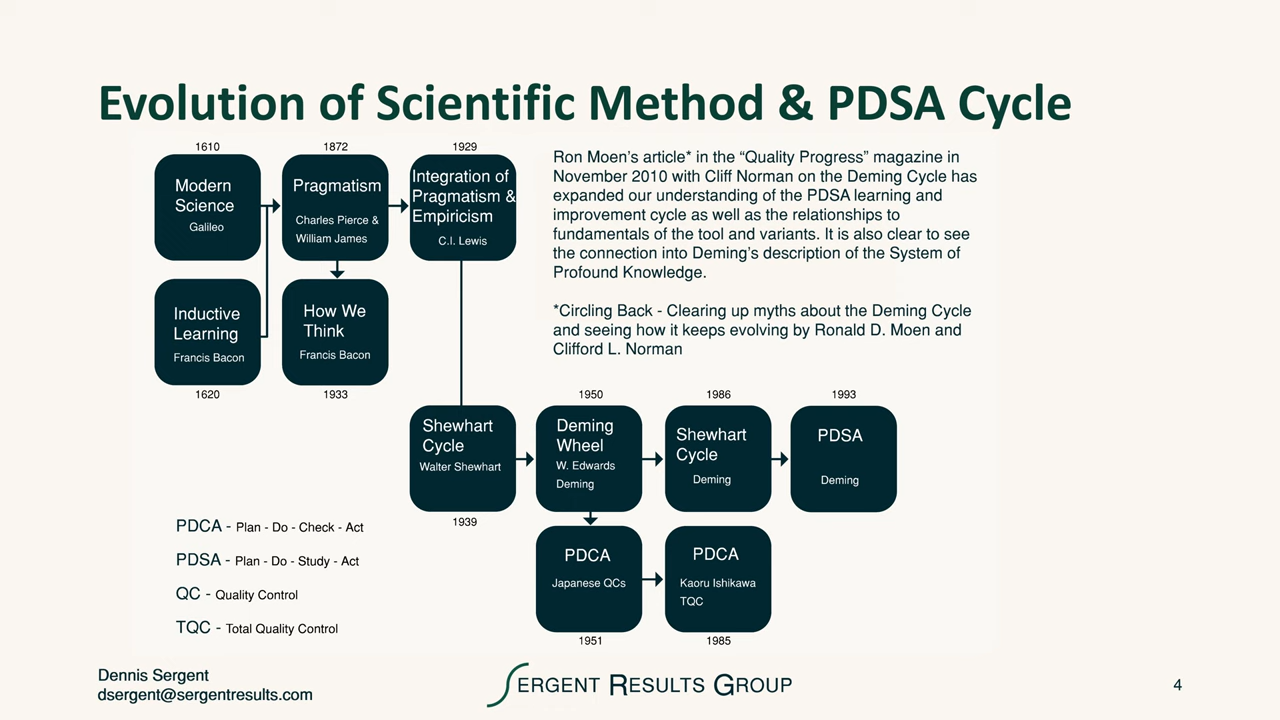 Evolution of Scientific Method & PDSA Cycle
1610
Modern
Science
Galileo
1872
Pragmatism
Charles Pierce &
William James
1929
Integration of
Pragmatism &
Empiricism
C.I. Lewis
Inductive
Learning
Francis Bacon
1620
How We
Think
Francis Bacon
1933
Ron Moen's article* in the “Quality Progress” magazine in
November 2010 with Cliff Norman on the Deming Cycle has
expanded our understanding of the PDSA learning and
improvement cycle as well as the relationships to
fundamentals of the tool and variants. It is also clear to see
the connection into Deming's description of the System of
Profound Knowledge.
*Circling Back - Clearing up myths about the Deming Cycle
and seeing how it keeps evolving by Ronald D. Moen and
Clifford L. Norman
Shewhart
Cycle
Walter Shewhart
1939
1950
Deming
Wheel
W. Edwards
Deming
1986
Shewhart
Cycle
Deming
1993
PDSA
Deming
PDCA
Japanese QCs
1951
PDCA
Kaoru Ishikawa
TQC
1985
PDCA - Plan - Do - Check - Act
PDSA - Plan - Do - Study - Act
QC - Quality Control
TQC - Total Quality Control
Dennis Sergent
dsergent@sergentresults.com
SERGENT RESULTS GROUP
4